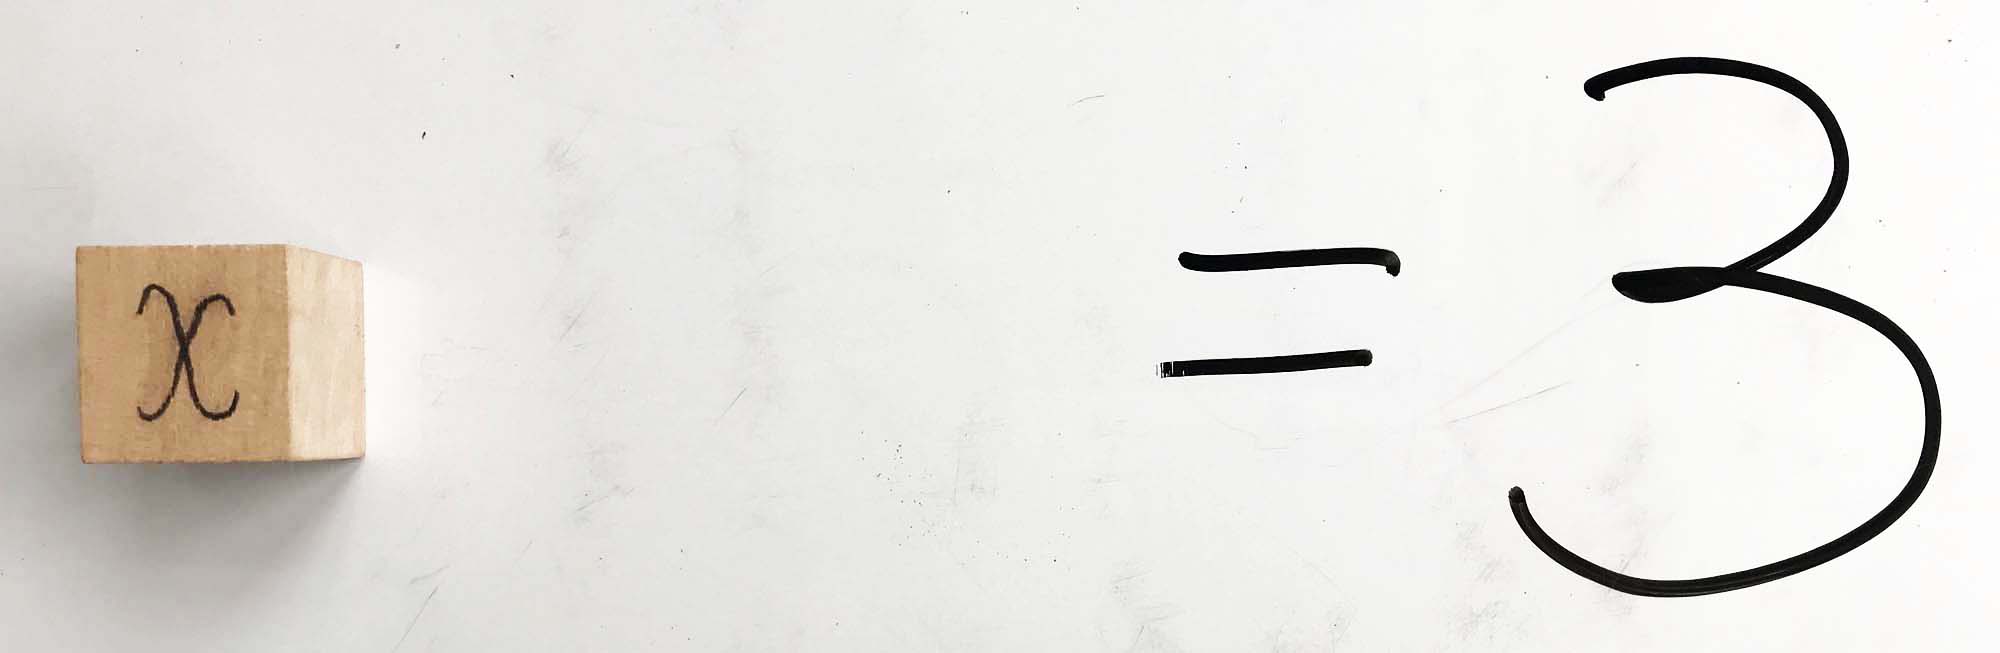 x = 3